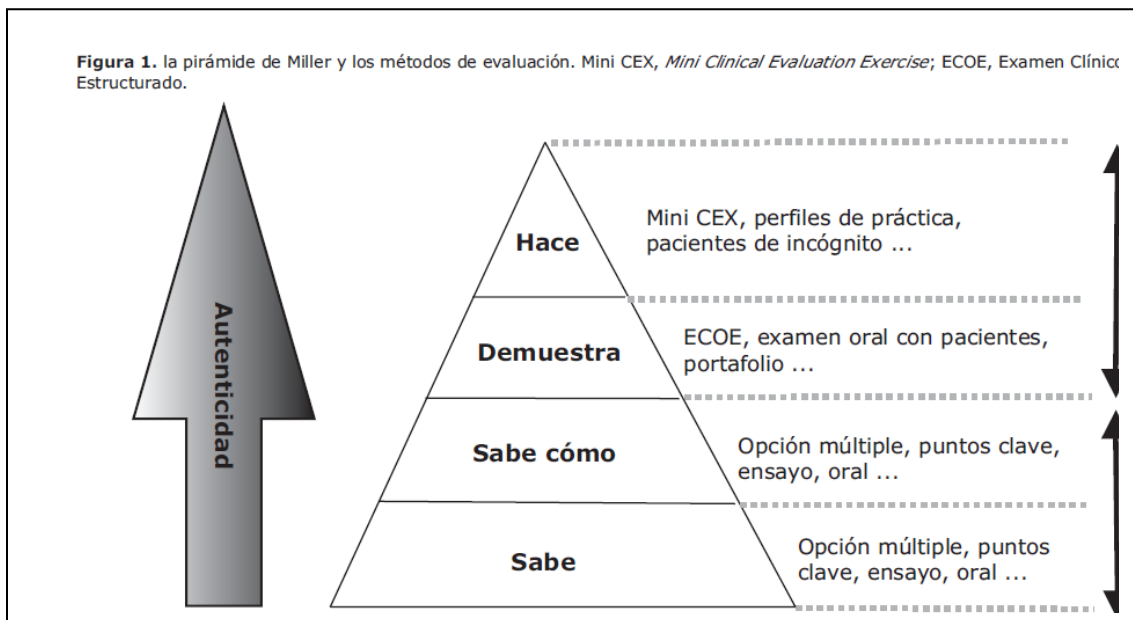 Figura 1. la pirámide de Miller y los métodos de evaluación. Mini CEX, Mini Clinical Evaluation Exercise; ECOE, Examen Clínico
Estructurado.
Autenticidad
Hace
Mini CEX, perfiles de práctica,
pacientes de incógnito ...
Demuestra
ECOE, examen oral con pacientes,
portafolio ...
Sabe cómo
Opción múltiple, puntos clave,
ensayo, oral ...
Sabe
Opción múltiple, puntos
clave, ensayo, oral ...